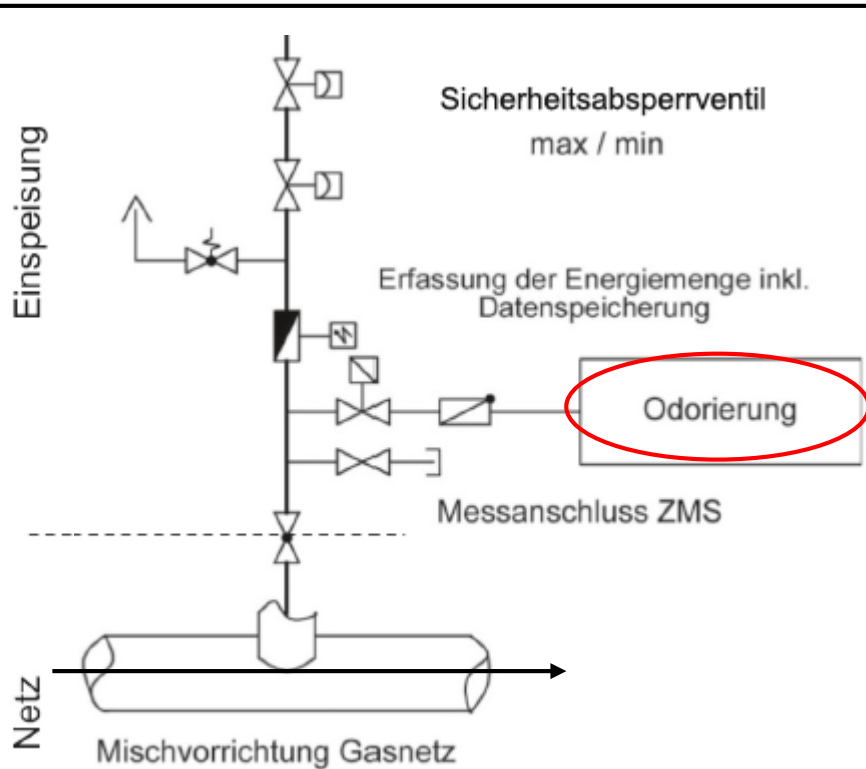 Sicherheitsabsperrventil
max / min
Einspeisung
Erfassung der Energiemenge inkl.
Datenspeicherung
Odorierung
Messanschluss ZMS
Netz
Mischvorrichtung Gasnetz